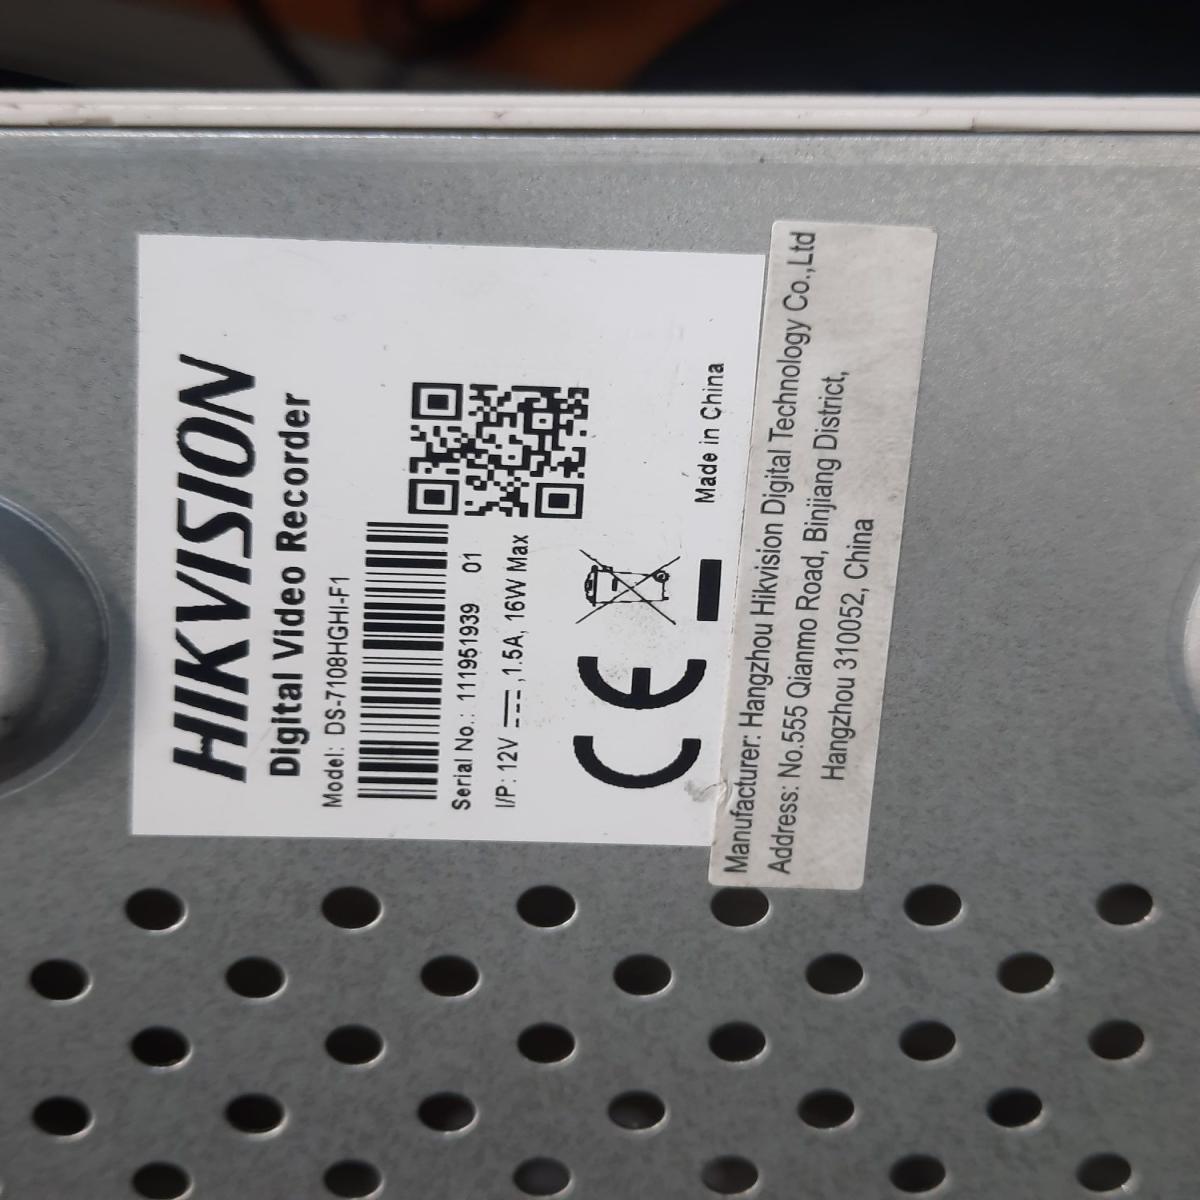 HIKVISION
Digital Video Recorder
Model: DS-7108HGHI-F1
Serial No.: 111951939 01
I/P: 12V ⎓, 1.5A, 16W Max
CE
Made in China
Manufacturer: Hangzhou Hikvision Digital Technology Co.,Ltd
Address: No.555 Qianmo Road, Binjiang District,
Hangzhou 310052, China